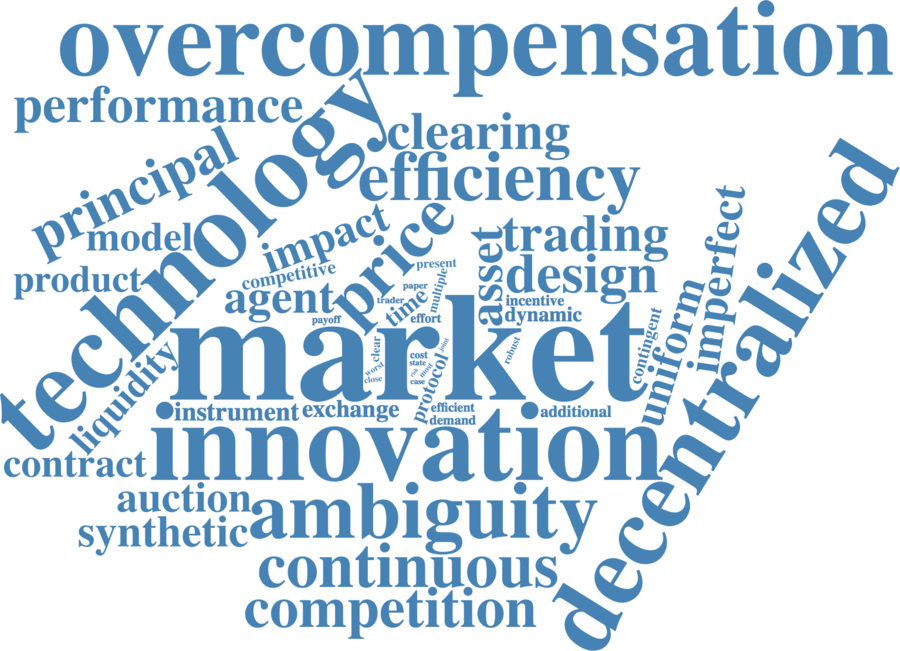 overcompensation
performance
technology
clearing
principal
efficiency
imperfect
decentralized
price
impact
trading
model
asset
design
product
competitive
present
agent
paper
multiple
trader
time
incentive
payoff
effort
dynamic
market
uniform
contingent
clear
robust
joint
cost
state
worst
risk
most
close
case
protocol
liquidity
instrument
exchange
efficient
demand
additional
innovation
contract
auction
ambiguity
synthetic
continuous
competition